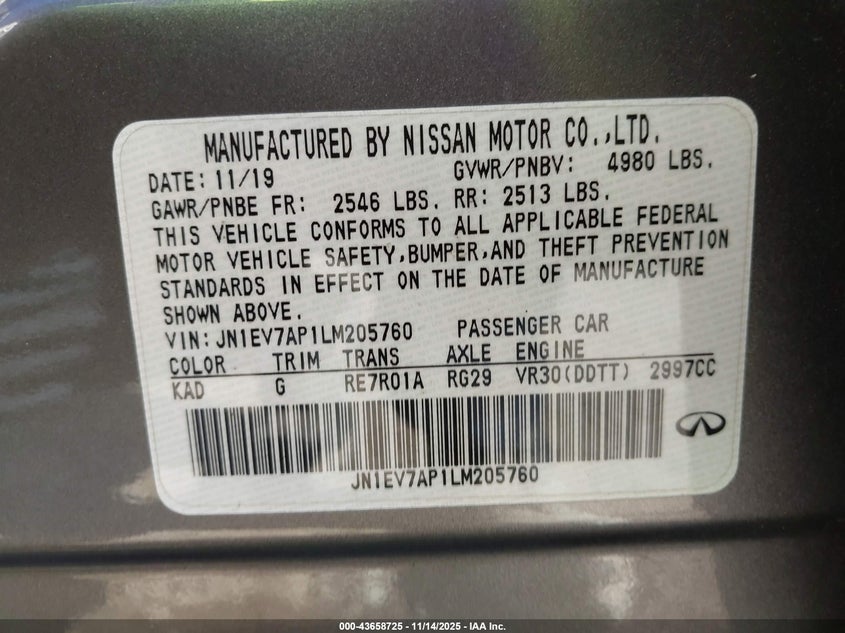 MANUFACTURED BY NISSAN MOTOR CO.,LTD.
DATE: 11/19 GVWR/PNBV: 4980 LBS.
GAWR/PNBE FR: 2546 LBS. RR: 2513 LBS.
THIS VEHICLE CONFORMS TO ALL APPLICABLE FEDERAL
MOTOR VEHICLE SAFETY,BUMPER,AND THEFT PREVENTION
STANDARDS IN EFFECT ON THE DATE OF MANUFACTURE
SHOWN ABOVE.
VIN:JN1EV7AP1LM205760 PASSENGER CAR
COLOR TRIM TRANS AXLE ENGINE
KAD G RE7R01A RG29 VR30(DDTT) 2997CC
JN1EV7AP1LM205760
000-43658725 - 11/14/2025 - IAA Inc.